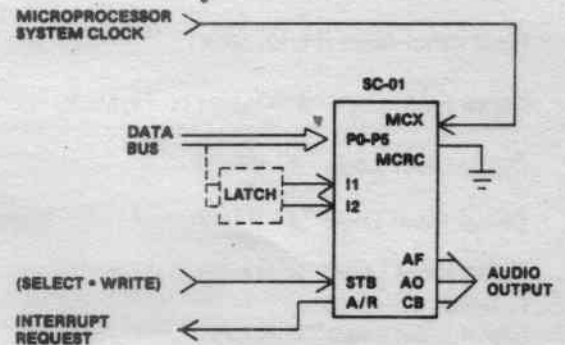 MICROPROCESSOR
SYSTEM CLOCK
SC-01
MCX
DATA
BUS
P0-P5
MCRC
LATCH
I1
I2
AF
(SELECT • WRITE)
STB
AO
AUDIO
OUTPUT
A/R
CB
INTERRUPT
REQUEST